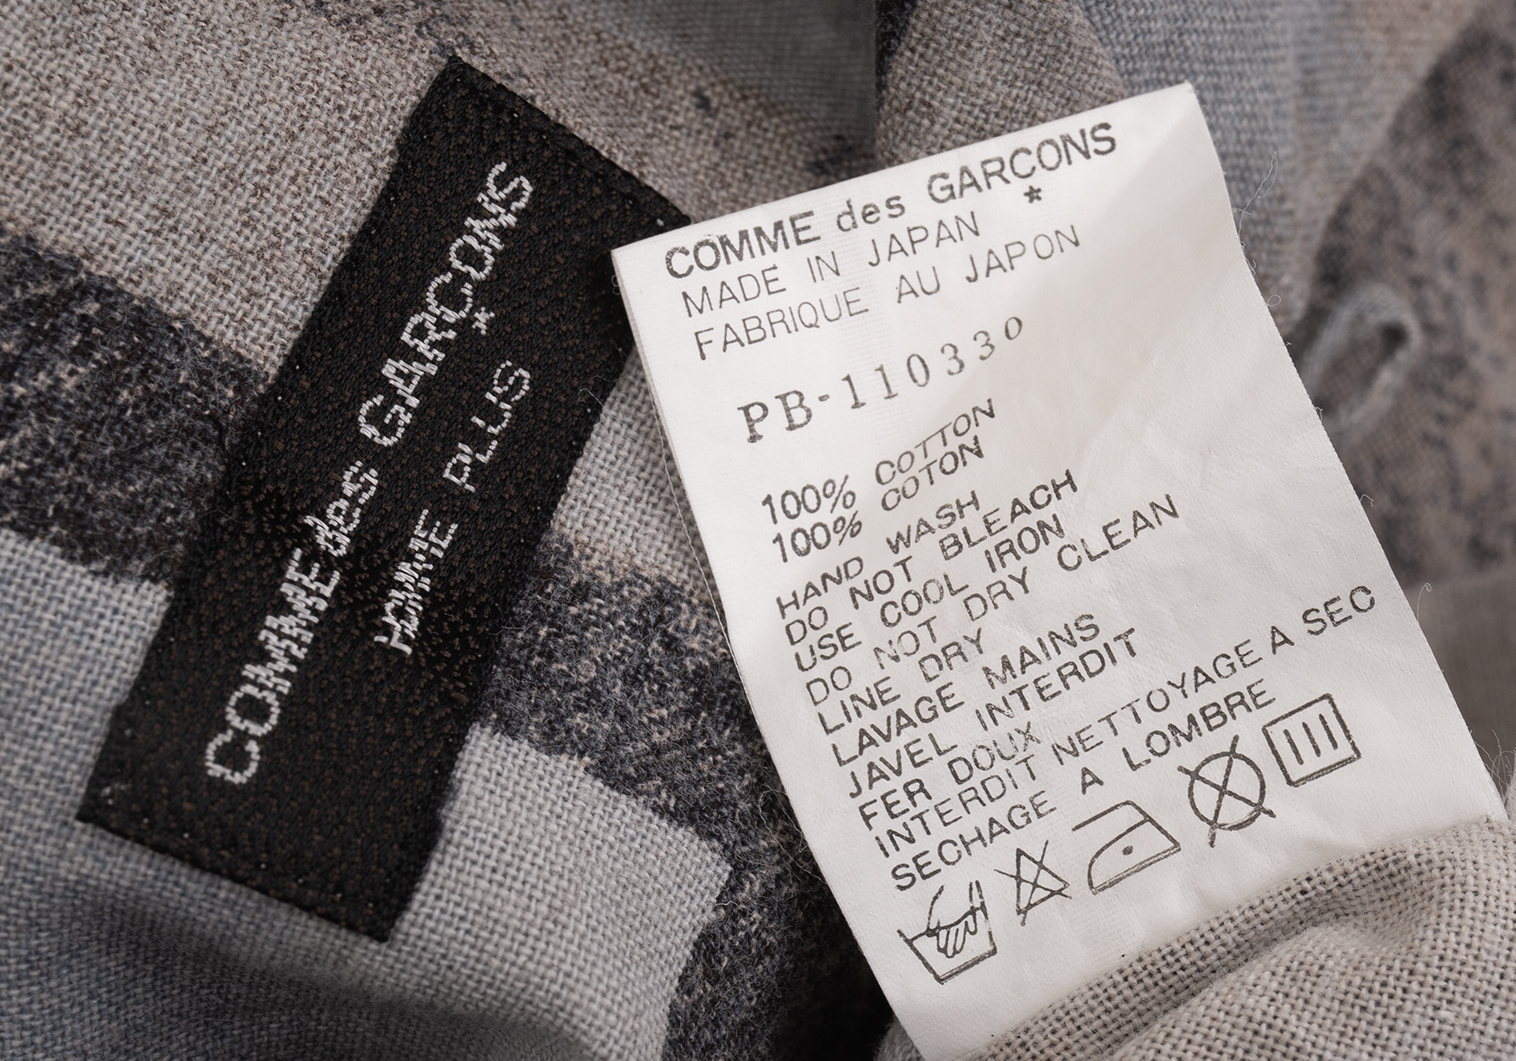 COMME des GARCONS
*
HOMME PLUS
COMME des GARCONS
*
MADE IN JAPAN
FABRIQUE AU JAPON
PB-110330
100% COTTON
100% COTON
HAND WASH
DO NOT BLEACH
USE COOL IRON
DO NOT DRY CLEAN
LINE DRY
LAVAGE MAINS
JAVEL INTERDIT
FER DOUX
INTERDIT NETTOYAGE A SEC
SECHAGE A LOMBRE